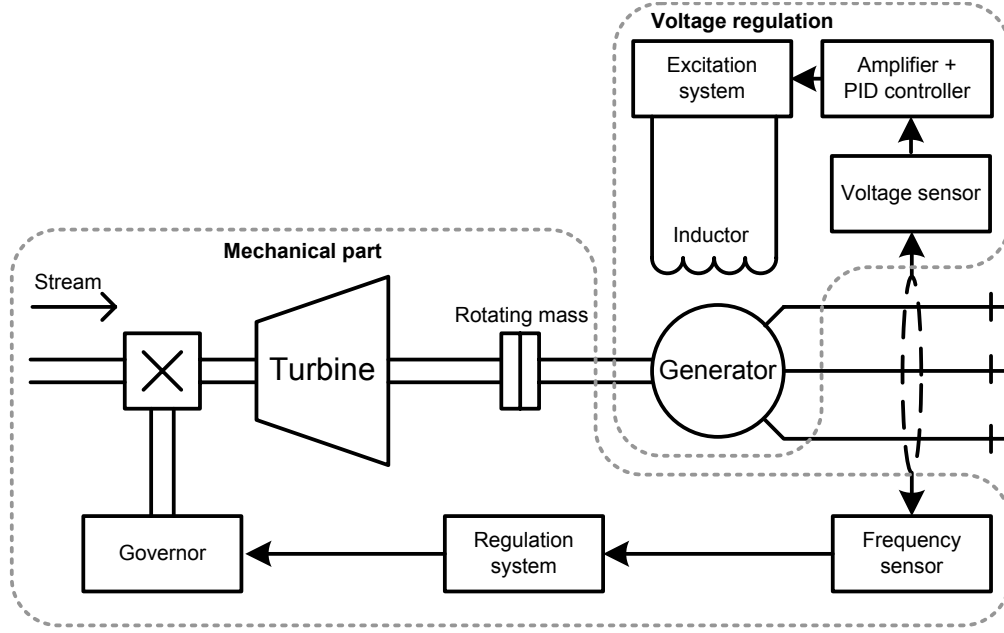 Voltage regulation
Excitation
system
Amplifier +
PID controller
Voltage sensor
Inductor
Mechanical part
Stream
Rotating mass
Turbine
Generator
Governor
Regulation
system
Frequency
sensor